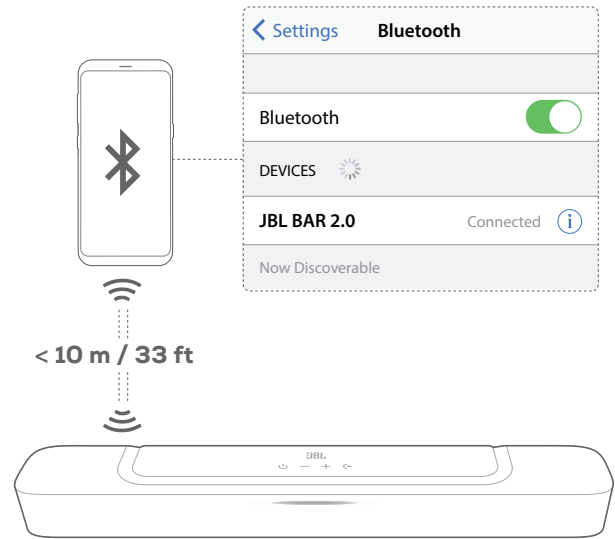 Settings Bluetooth
Bluetooth
DEVICES
JBL BAR 2.0 Connected i
Now Discoverable
< 10 m / 33 ft
JBL